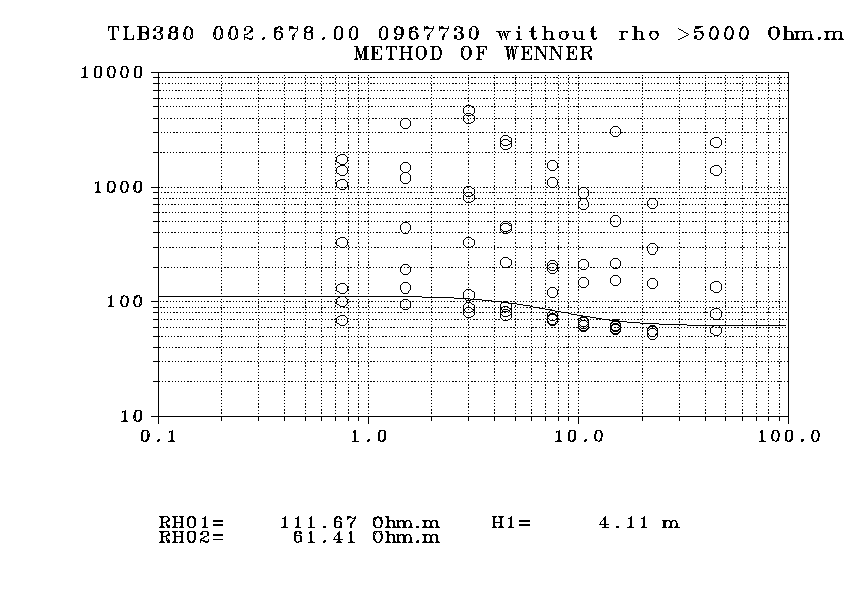 TLB380 002.678.00 0967730 without rho >5000 Ohm.m
METHOD OF WENNER
10000
1000
100
10
0.1 1.0 10.0 100.0
RHO1= 111.67 Ohm.m H1= 4.11 m
RHO2= 61.41 Ohm.m